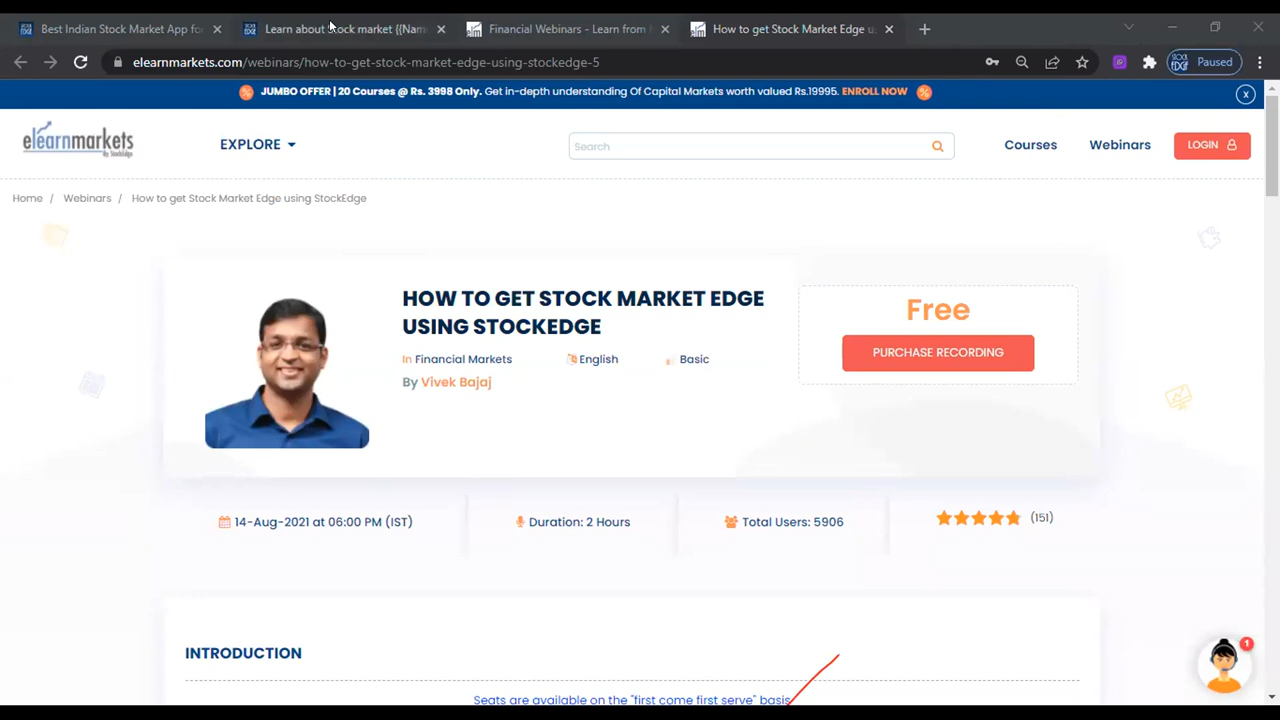 Best Indian Stock Market App fo
Learn about Stock market {{Nam
Financial Webinars - Learn from
How to get Stock Market Edge u
elearnmarkets.com/webinars/how-to-get-stock-market-edge-using-stockedge-5
STOCK EDGE
Paused
JUMBO OFFER | 20 Courses @ Rs. 3998 Only. Get in-depth understanding Of Capital Markets worth valued Rs.19995. ENROLL NOW
x
elearnmarkets
By StockEdge
EXPLORE
Search
Courses
Webinars
LOGIN
Home / Webinars / How to get Stock Market Edge using StockEdge
HOW TO GET STOCK MARKET EDGE
USING STOCKEDGE
In Financial Markets
English
Basic
By Vivek Bajaj
Free
PURCHASE RECORDING
14-Aug-2021 at 06:00 PM (IST)
Duration: 2 Hours
Total Users: 5906
(151)
INTRODUCTION
Seats are available on the "first come first serve" basis
1